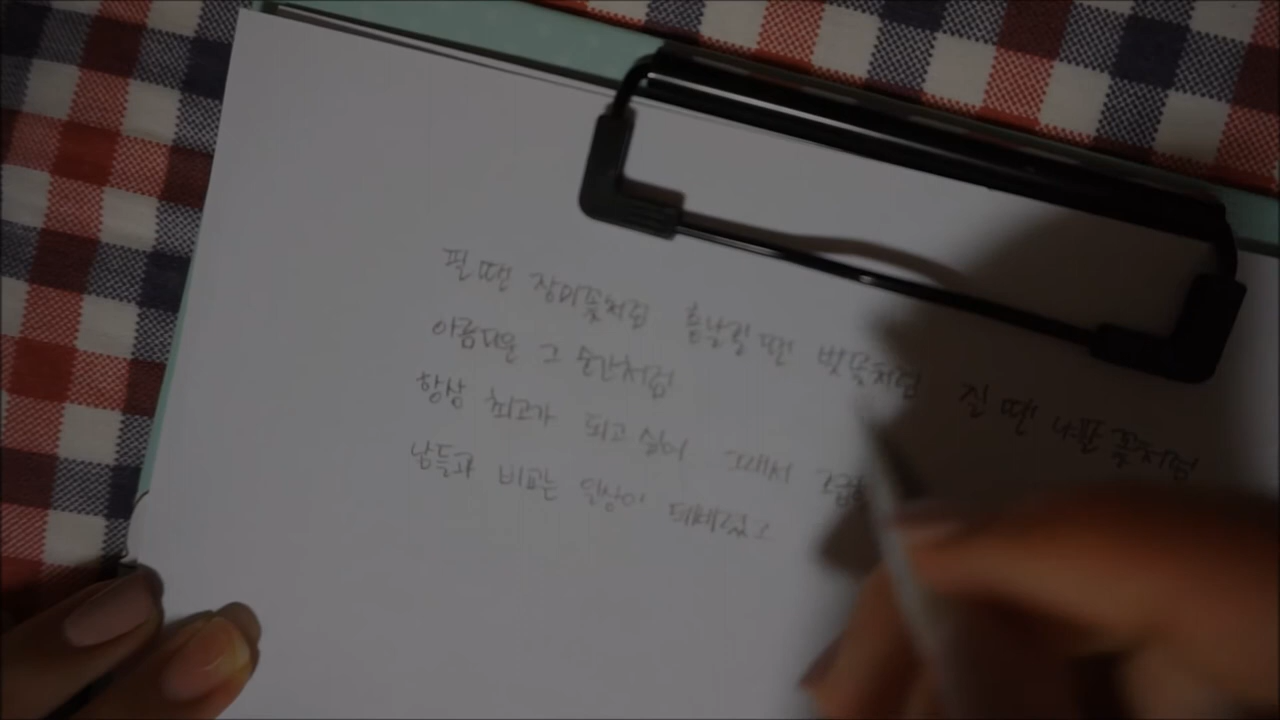 필 땐 장미꽃처럼 흩날릴 땐 벚꽃처럼 질 땐 나팔꽃처럼
아름다운 그 순간처럼
항상 최고가 되고 싶어 그래서 조급
남들과 비교는 일상이 돼버렸고